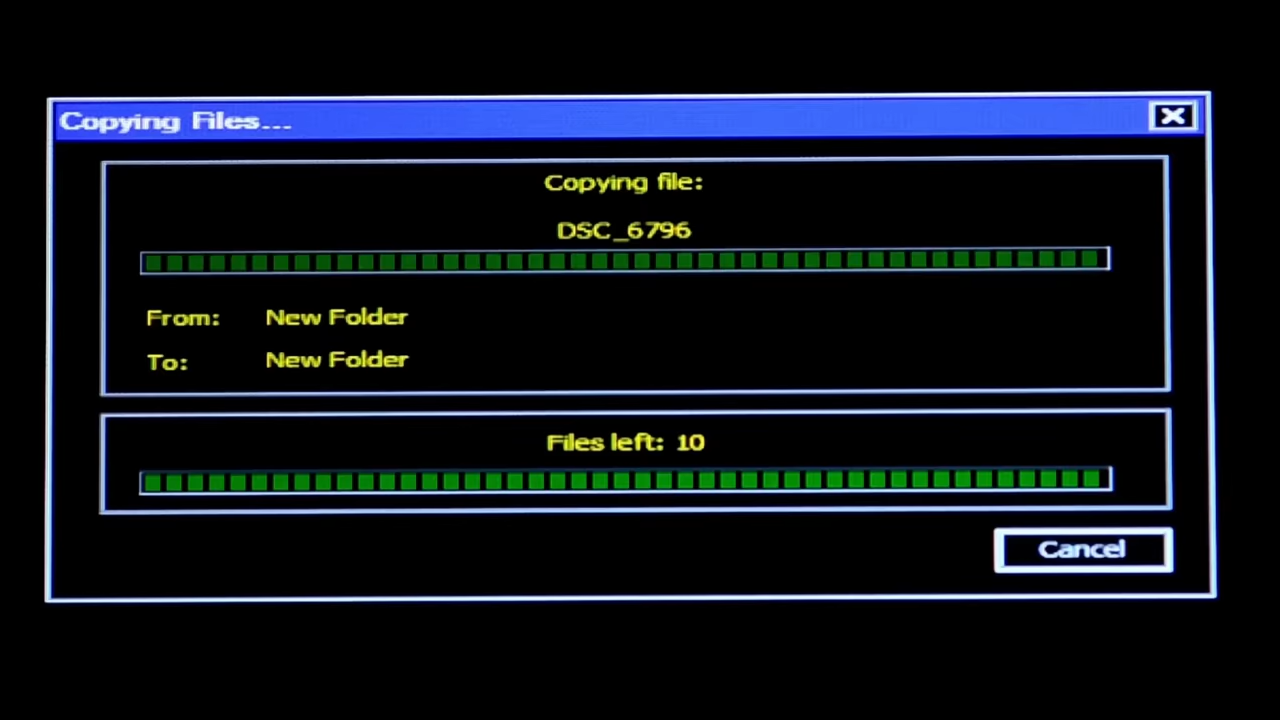 Copying Files...
Copying file:
DSC_6796
From: New Folder
To: New Folder
Files left: 10
Cancel